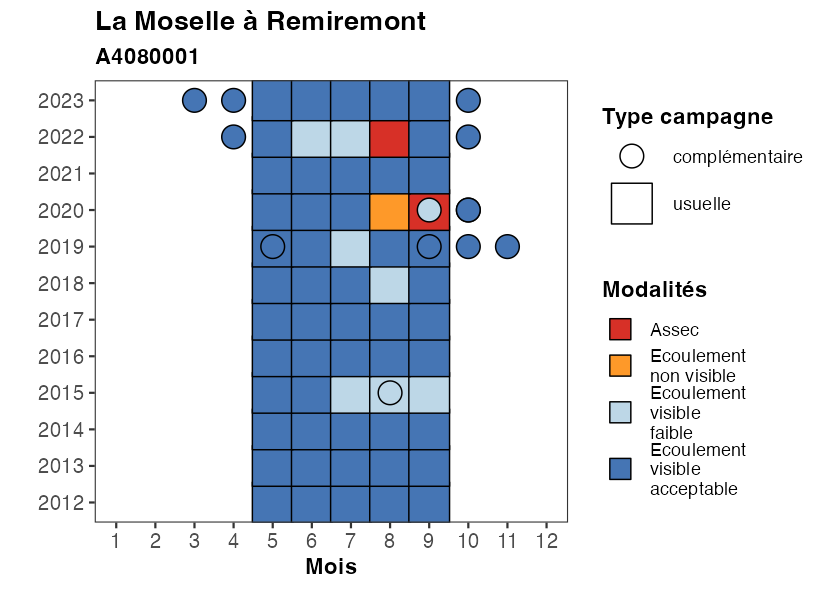 La Moselle à Remiremont
A4080001
2023
2022
2021
2020
2019
2018
2017
2016
2015
2014
2013
2012
1 2 3 4 5 6 7 8 9 10 11 12
Mois
Type campagne
complémentaire
usuelle
Modalités
Assec
Ecoulement
non visible
Ecoulement
visible
faible
Ecoulement
visible
acceptable